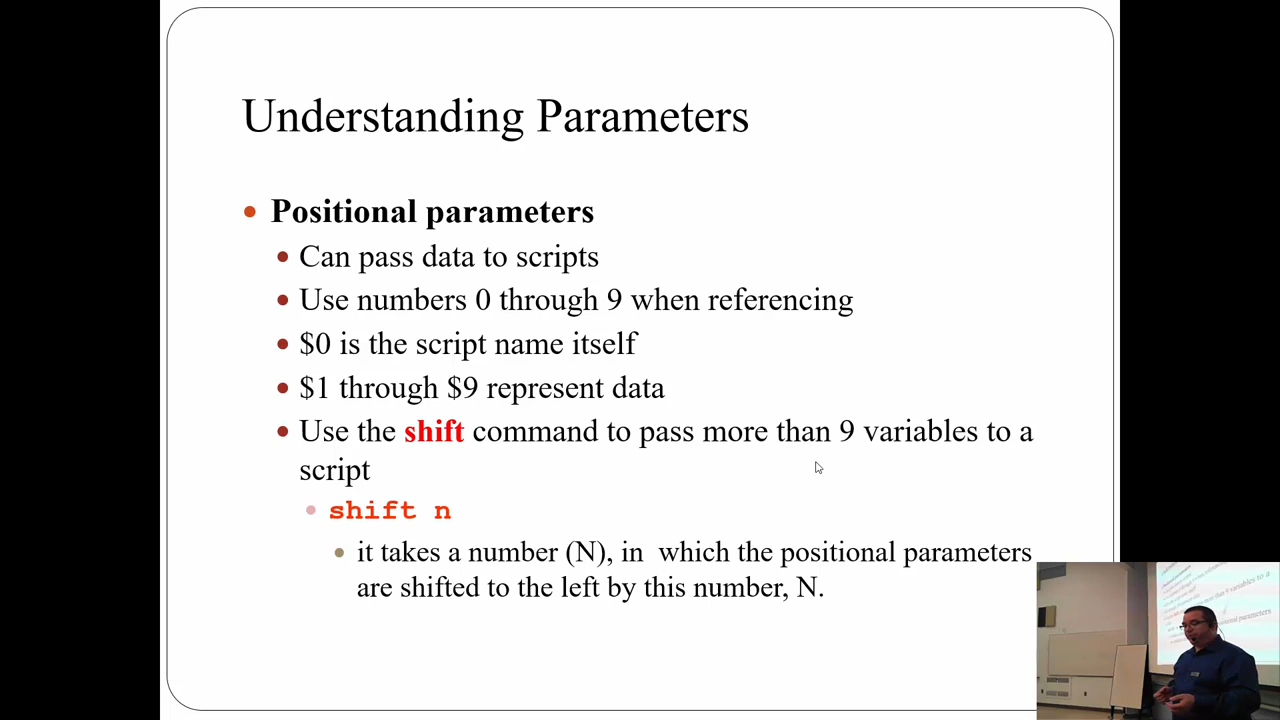 Understanding Parameters
Positional parameters
Can pass data to scripts
Use numbers 0 through 9 when referencing
$0 is the script name itself
$1 through $9 represent data
Use the shift command to pass more than 9 variables to a
script
shift n
it takes a number (N), in which the positional parameters
are shifted to the left by this number, N.